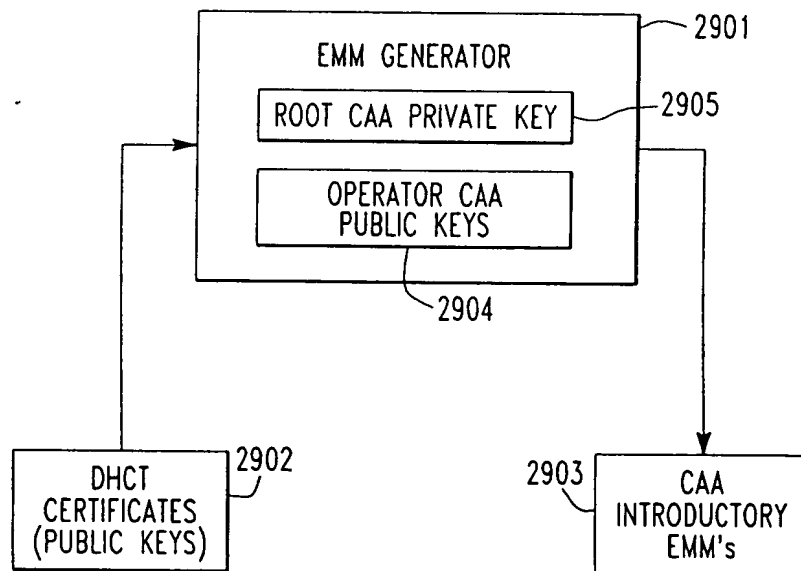 2901
EMM GENERATOR
ROOT CAA PRIVATE KEY
2905
OPERATOR CAA
PUBLIC KEYS
2904
2902
DHCT
CERTIFICATES
(PUBLIC KEYS)
2903
CAA
INTRODUCTORY
EMM's